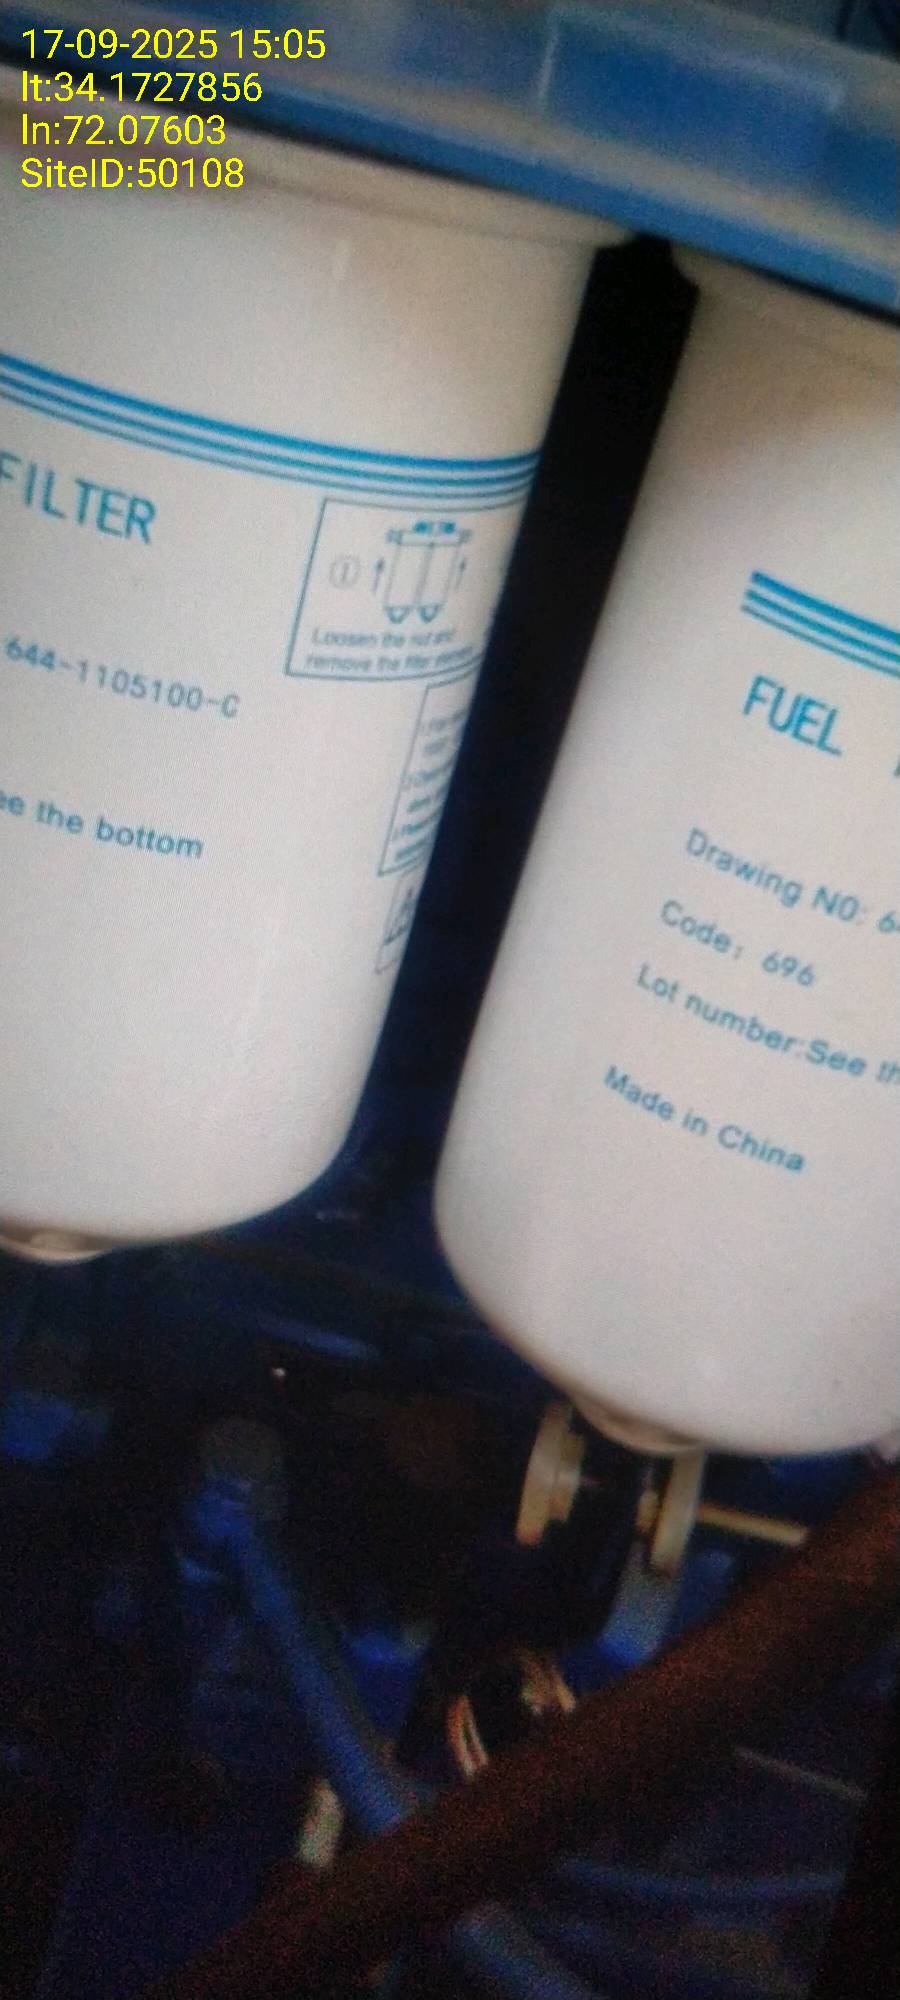 17-09-2025 15:05
lt:34.1727856
ln:72.07603
SiteID:50108
FILTER
644-1105100-C
ee the bottom
①
Loosen the nut and
remove the filter
FUEL
Drawing N0: 6
Code: 696
Lot number:See th
Made in China